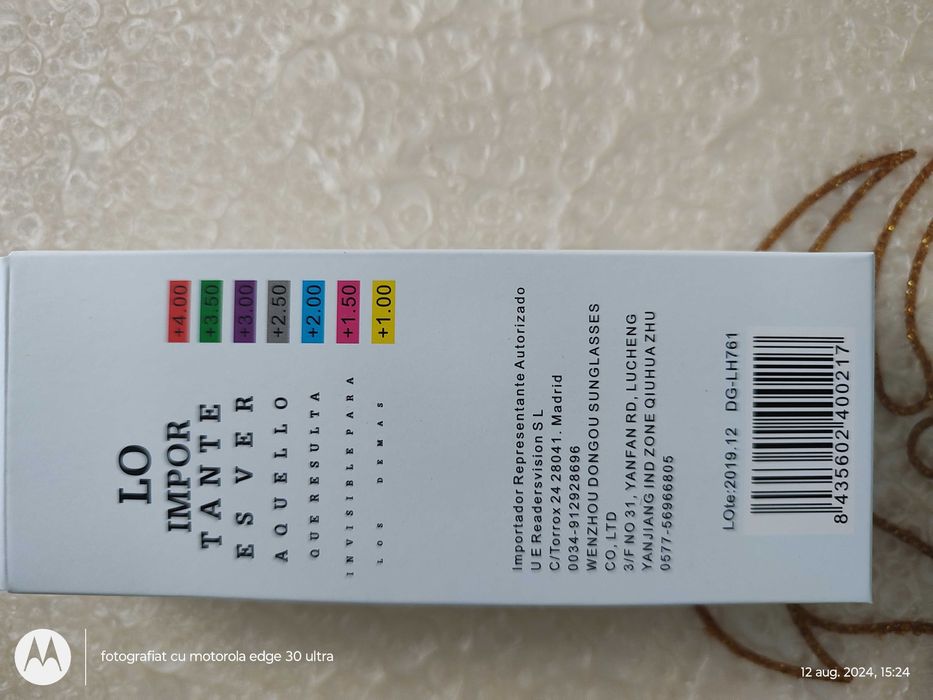 LO
IMPOR
TANTE
ES VER
AQUELLO
QUE RESULTA
INVISIBLE PARA
LOS DEMAS
+4.00
+3.50
+3.00
+2.50
+2.00
+1.50
+1.00
Importador Representante Autorizado
U E Readersvision S L
C/Torrox 24 28041. Madrid
0034-912928696
WENZHOU DONGOU SUNGLASSES
CO, LTD
3/F NO 31, YANFAN RD, LUCHENG
YANJIANG IND ZONE QIUHUA ZHU
0577-56966805
LOte:2019.12 DG-LH761
8 435602 400217
fotografiat cu motorola edge 30 ultra
12 aug. 2024, 15:24